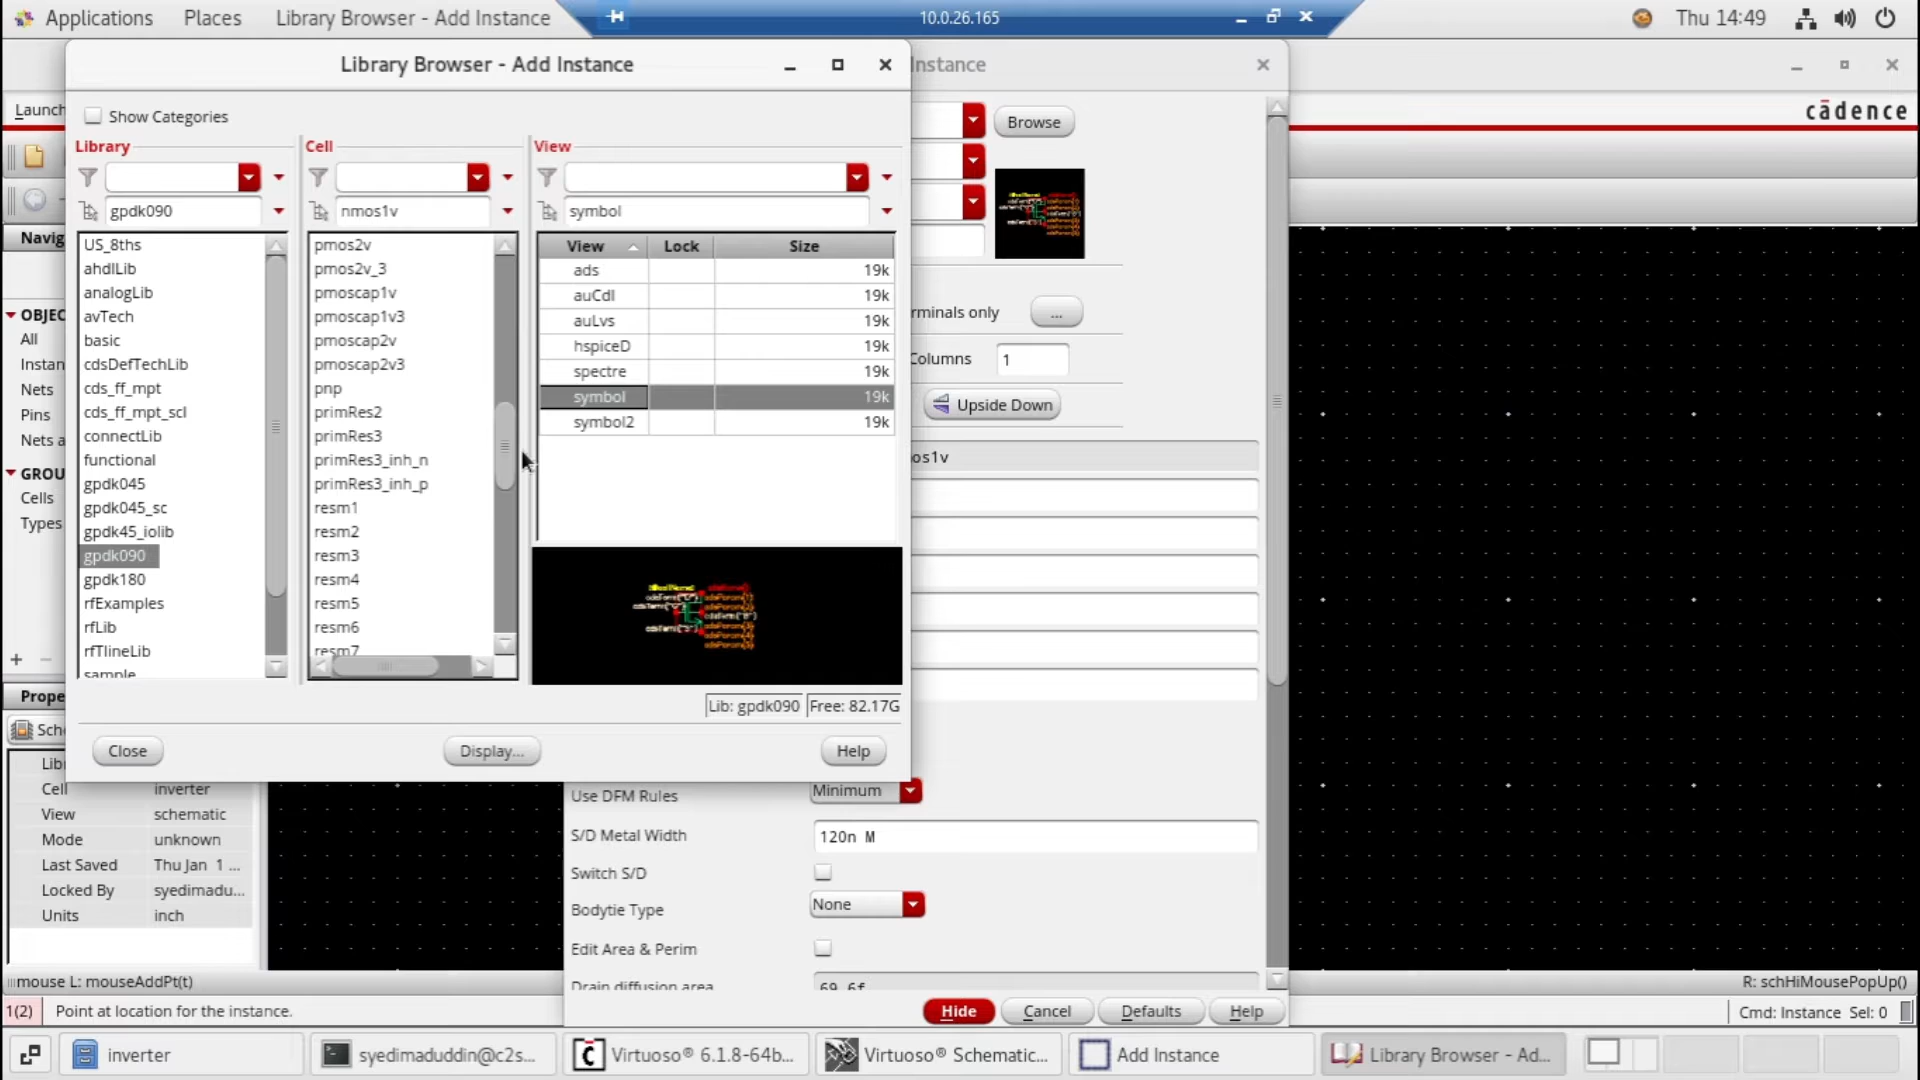 Applications
Places
Library Browser - Add Instance
10.0.26.165
Thu 14:49
Library Browser - Add Instance
Instance
Launch
cādence
Show Categories
Browse
Library
Cell
View
gpdk090
nmos1v
symbol
Navig
US_8ths
ahdlLib
analogLib
avTech
basic
cdsDefTechLib
cds_ff_mpt
cds_ff_mpt_scl
connectLib
functional
gpdk045
gpdk045_sc
gpdk45_iolib
gpdk090
gpdk180
rfExamples
rfLib
rfTlineLib
sample
pmos2v
pmos2v_3
pmoscap1v
pmoscap1v3
pmoscap2v
pmoscap2v3
pnp
primRes2
primRes3
primRes3_inh_n
primRes3_inh_p
resm1
resm2
resm3
resm4
resm5
resm6
resm7
View Lock Size
ads 19k
auCdl 19k
auLvs 19k
hspiceD 19k
spectre 19k
symbol 19k
symbol2 19k
OBJEC
All
Instan
Nets
Pins
Nets a
GROU
Cells
Types
rminals only
...
Columns
1
Upside Down
os1v
Lib: gpdk090
Free: 82.17G
Close
Display...
Help
Prope
Sch
Lib
Cell inverter
View schematic
Mode unknown
Last Saved Thu Jan 1 ...
Locked By syedimadu...
Units inch
Use DFM Rules
Minimum
S/D Metal Width
120n M
Switch S/D
Bodytie Type
None
Edit Area & Perim
Drain diffusion area
69.6f
mouse L: mouseAddPt(t)
R: schHiMousePopUp()
1(2)
Point at location for the instance.
Hide
Cancel
Defaults
Help
Cmd: Instance Sel: 0
inverter
syedimaduddin@c2s...
Virtuoso® 6.1.8-64b...
Virtuoso® Schematic...
Add Instance
Library Browser - Ad...